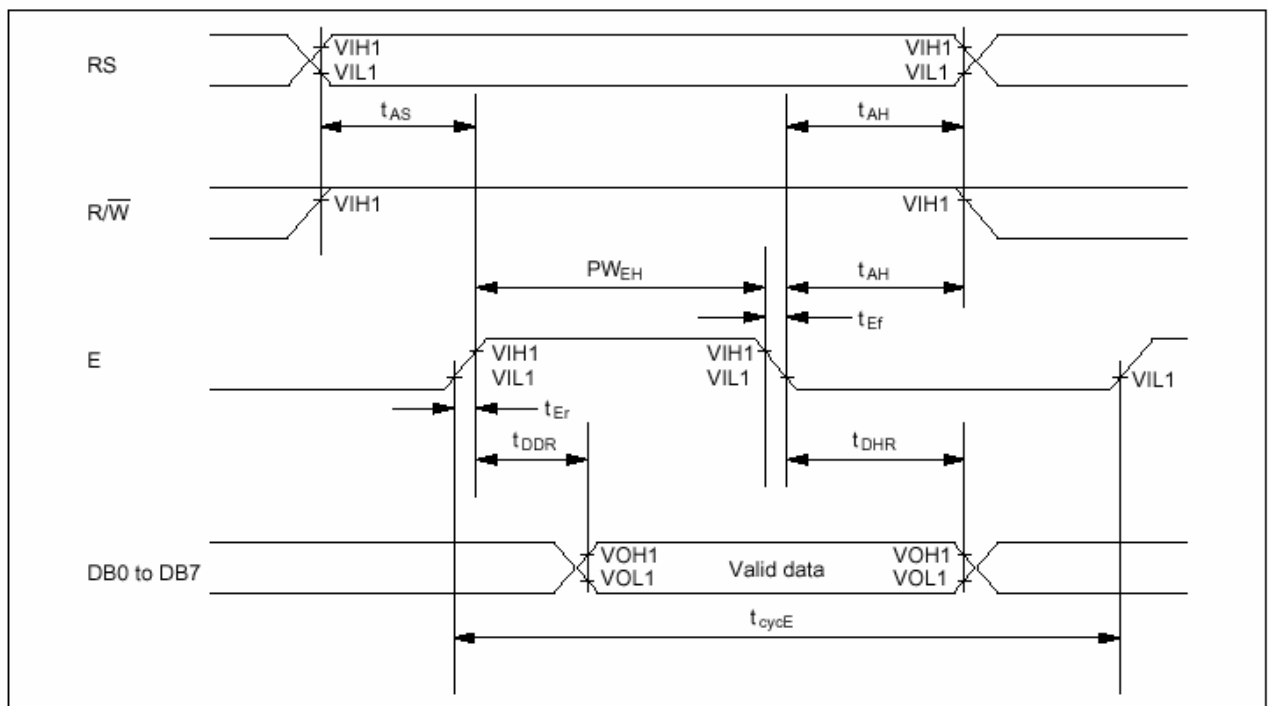 RS
VIH1
VIL1
VIH1
VIL1
tAS
tAH
R/W̅
VIH1
VIH1
PWEH
tAH
tEf
E
VIH1
VIL1
VIH1
VIL1
VIL1
tEr
tDDR
tDHR
DB0 to DB7
VOH1
VOL1
Valid data
VOH1
VOL1
tcycE